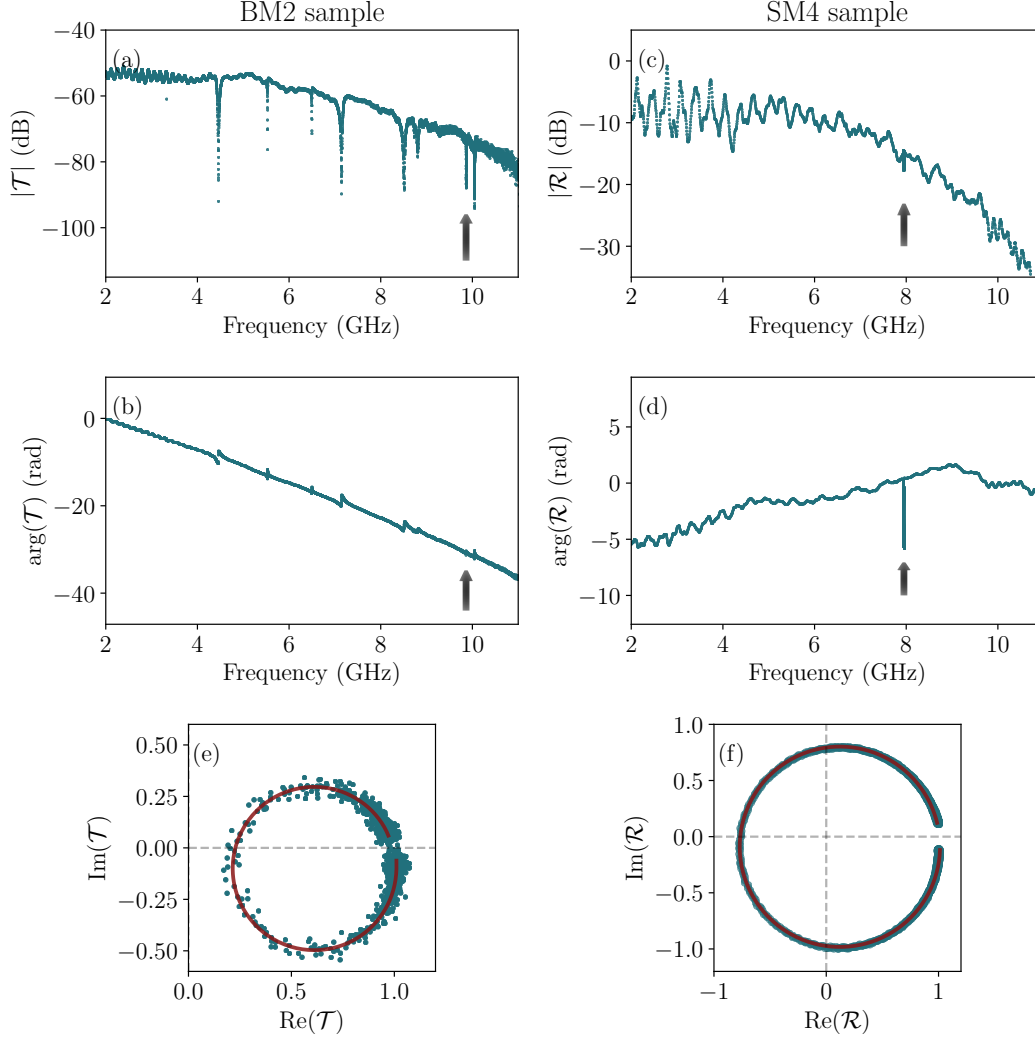 BM2 sample
SM4 sample
(a)
|𝒯| (dB)
−40
−60
−80
−100
2 4 6 8 10
Frequency (GHz)
(c)
|ℛ| (dB)
0
−10
−20
−30
2 4 6 8 10
Frequency (GHz)
(b)
arg(𝒯) (rad)
0
−20
−40
2 4 6 8 10
Frequency (GHz)
(d)
arg(ℛ) (rad)
5
0
−5
−10
2 4 6 8 10
Frequency (GHz)
(e)
Im(𝒯)
0.50
0.25
0.00
−0.25
−0.50
0.0 0.5 1.0
Re(𝒯)
(f)
Im(ℛ)
1.0
0.5
0.0
−0.5
−1.0
−1 0 1
Re(ℛ)